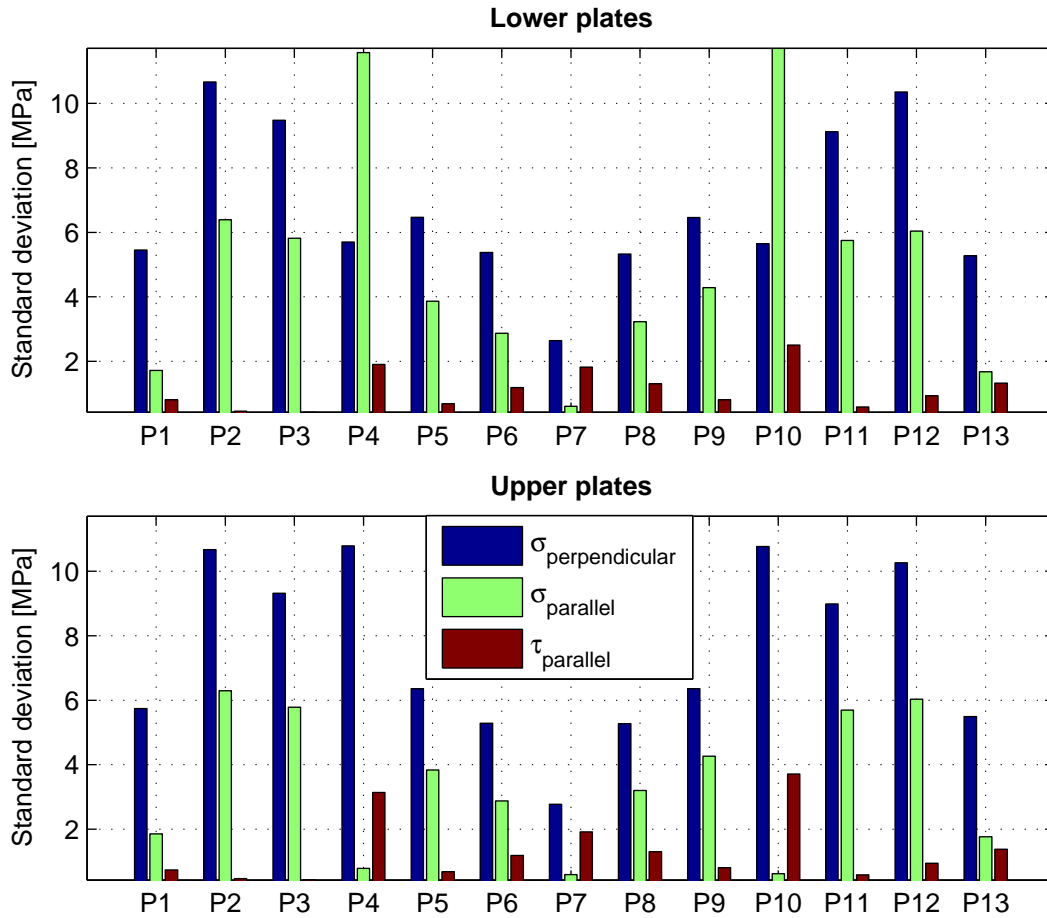 Lower plates
Standard deviation [MPa]
10
8
6
4
2
P1 P2 P3 P4 P5 P6 P7 P8 P9 P10 P11 P12 P13
Upper plates
Standard deviation [MPa]
10
8
6
4
2
σperpendicular
σparallel
τparallel
P1 P2 P3 P4 P5 P6 P7 P8 P9 P10 P11 P12 P13